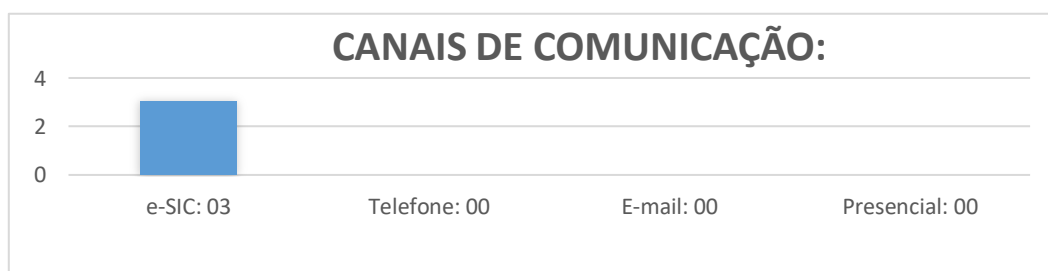 CANAIS DE COMUNICAÇÃO:
4
2
0
e-SIC: 03 Telefone: 00 E-mail: 00 Presencial: 00